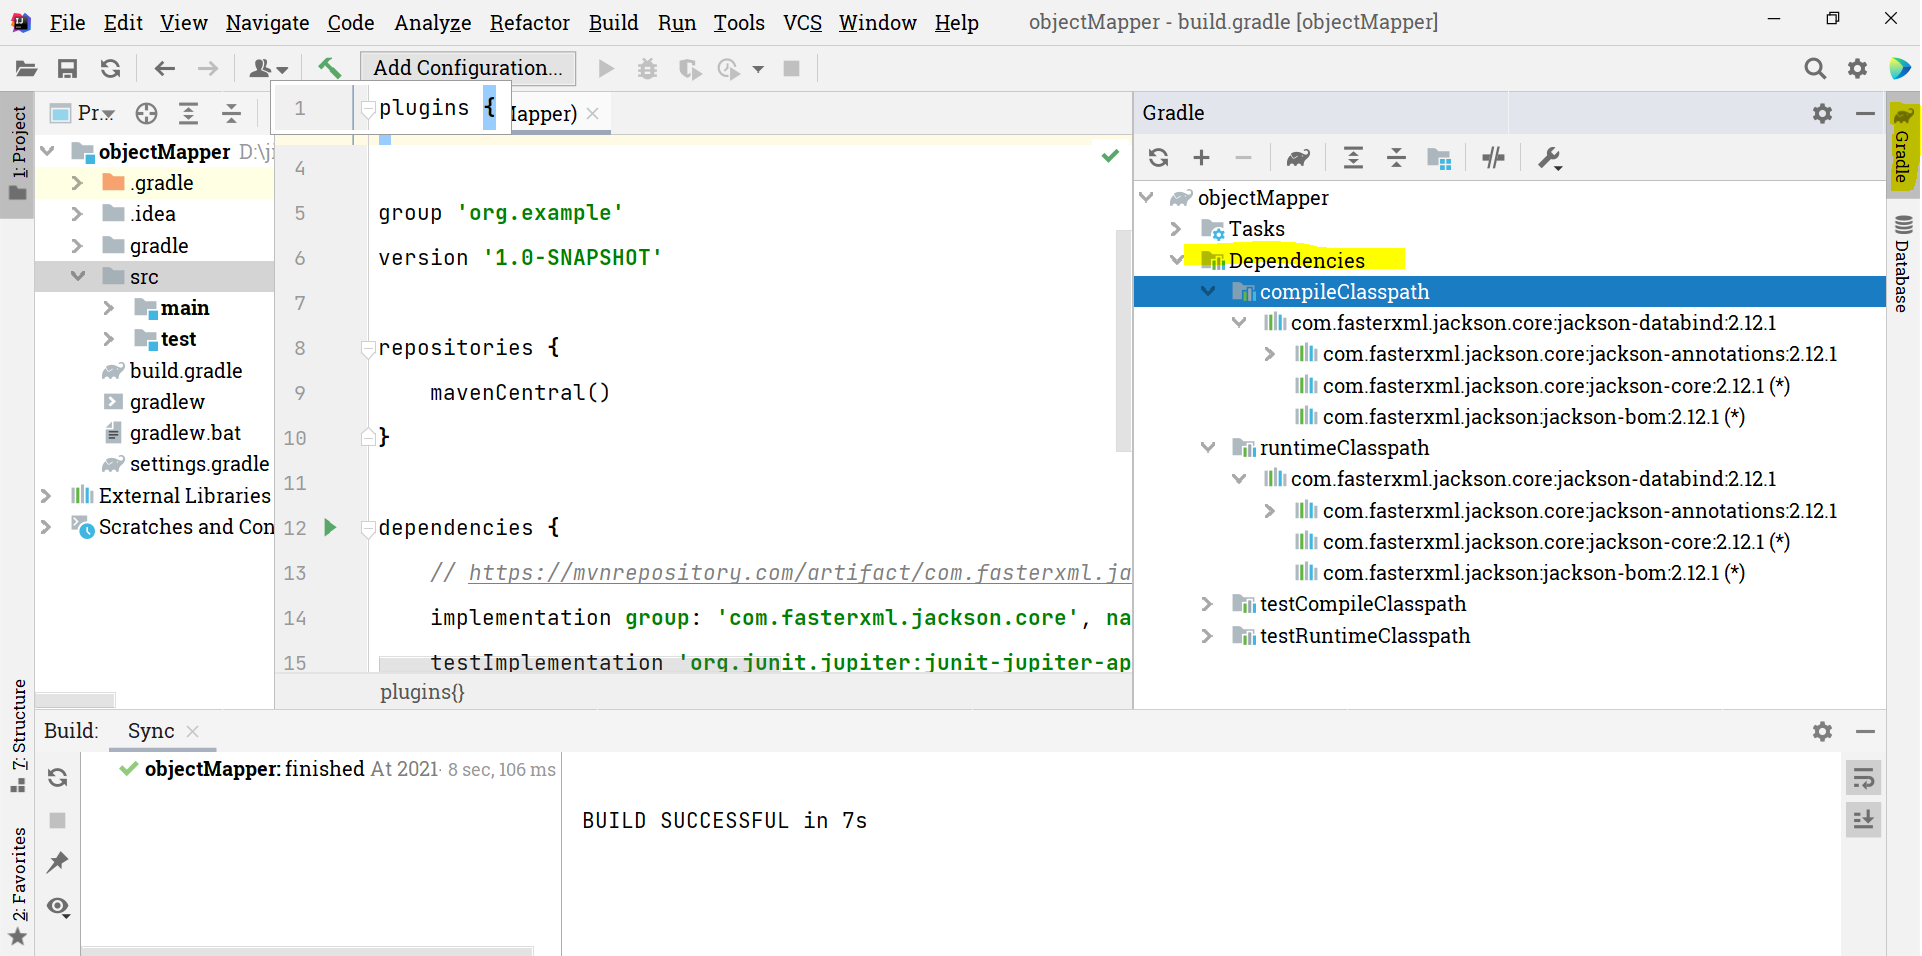 File Edit View Navigate Code Analyze Refactor Build Run Tools VCS Window Help objectMapper - build.gradle [objectMapper]
Add Configuration...
1: Project
Pr...
1 plugins {
Mapper)
objectMapper D:\
.gradle
.idea
gradle
src
main
test
build.gradle
gradlew
gradlew.bat
settings.gradle
External Libraries
Scratches and Con
4
5 group 'org.example'
6 version '1.0-SNAPSHOT'
7
8 repositories {
9 mavenCentral()
10 }
11
12 dependencies {
13 // https://mvnrepository.com/artifact/com.fasterxml.ja
14 implementation group: 'com.fasterxml.jackson.core', na
15 testImplementation 'org.junit.jupiter:junit-jupiter-ap
plugins{}
Gradle
objectMapper
Tasks
Dependencies
compileClasspath
com.fasterxml.jackson.core:jackson-databind:2.12.1
com.fasterxml.jackson.core:jackson-annotations:2.12.1
com.fasterxml.jackson.core:jackson-core:2.12.1 (*)
com.fasterxml.jackson:jackson-bom:2.12.1 (*)
runtimeClasspath
com.fasterxml.jackson.core:jackson-databind:2.12.1
com.fasterxml.jackson.core:jackson-annotations:2.12.1
com.fasterxml.jackson.core:jackson-core:2.12.1 (*)
com.fasterxml.jackson:jackson-bom:2.12.1 (*)
testCompileClasspath
testRuntimeClasspath
Gradle
Database
7: Structure
2: Favorites
Build: Sync
objectMapper: finished At 2021· 8 sec, 106 ms
BUILD SUCCESSFUL in 7s